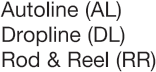 Autoline (AL)
Dropline (DL)
Rod & Reel (RR)